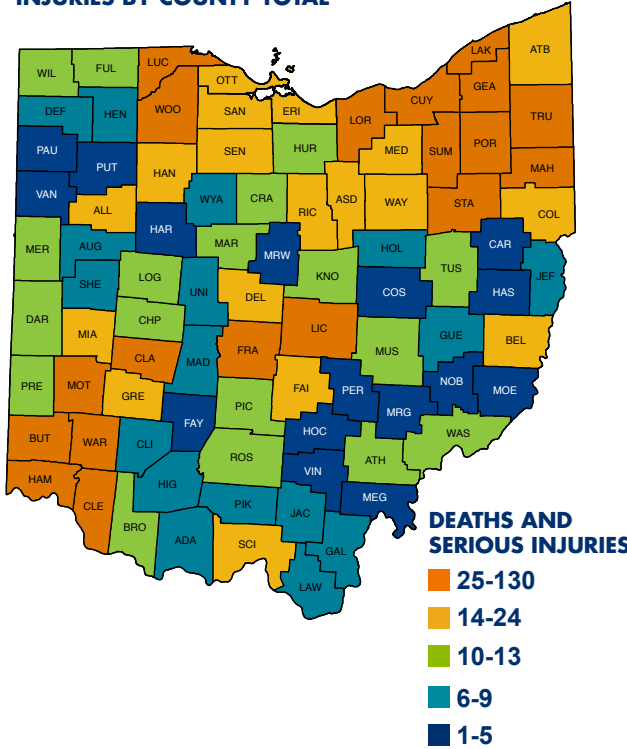 INJURIES BY COUNTY TOTAL
WIL
FUL
LUC
OTT
LAK
ATB
DEF
HEN
WOO
SAN
ERI
LOR
CUY
GEA
TRU
PAU
PUT
HAN
SEN
HUR
MED
SUM
POR
MAH
VAN
ALL
HAR
WYA
CRA
RIC
ASD
WAY
STA
COL
MER
AUG
MAR
MRW
KNO
HOL
TUS
CAR
JEF
SHE
LOG
UNI
DEL
COS
HAS
DAR
MIA
CHP
LIC
MUS
GUE
BEL
CLA
MAD
FRA
PRE
MOT
GRE
FAY
PIC
FAI
PER
MRG
NOB
MOE
BUT
WAR
CLI
ROS
HOC
ATH
WAS
HAM
CLE
HIG
VIN
MEG
BRO
ADA
PIK
JAC
GAL
SCI
LAW
DEATHS AND
SERIOUS INJURIES
25-130
14-24
10-13
6-9
1-5